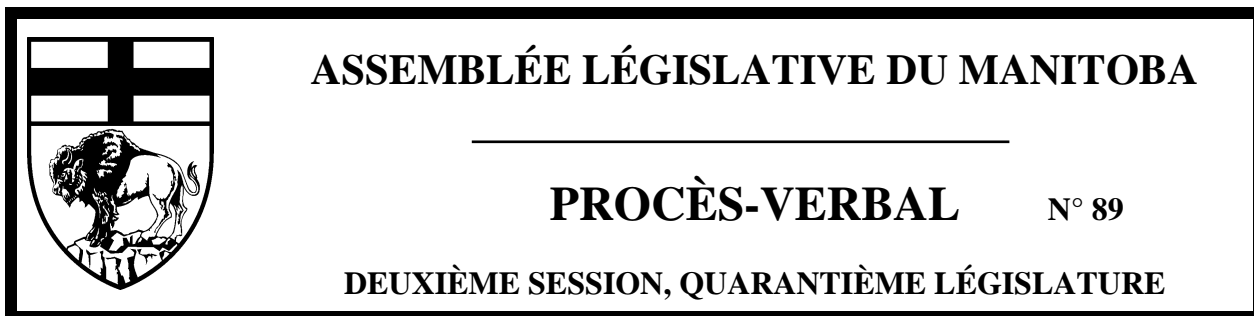 ASSEMBLÉE LÉGISLATIVE DU MANITOBA
PROCÈS-VERBAL N° 89
DEUXIÈME SESSION, QUARANTIÈME LÉGISLATURE